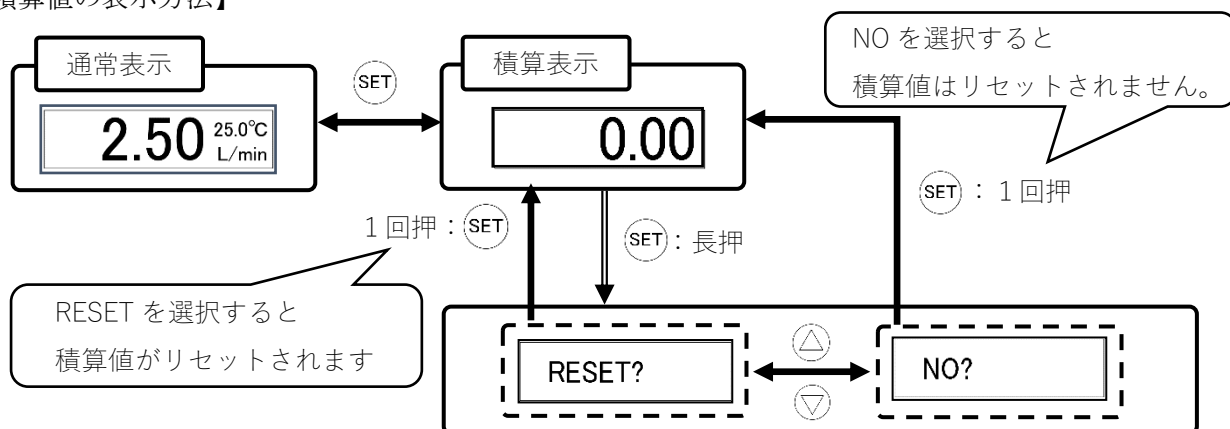 積算値の表示方法】
通常表示
2.50 25.0℃
L/min
SET
積算表示
0.00
NO を選択すると
積算値はリセットされません。
SET ： 1 回押
1 回押：SET
SET：長押
RESET を選択すると
積算値がリセットされます
RESET?
△
▽
NO?